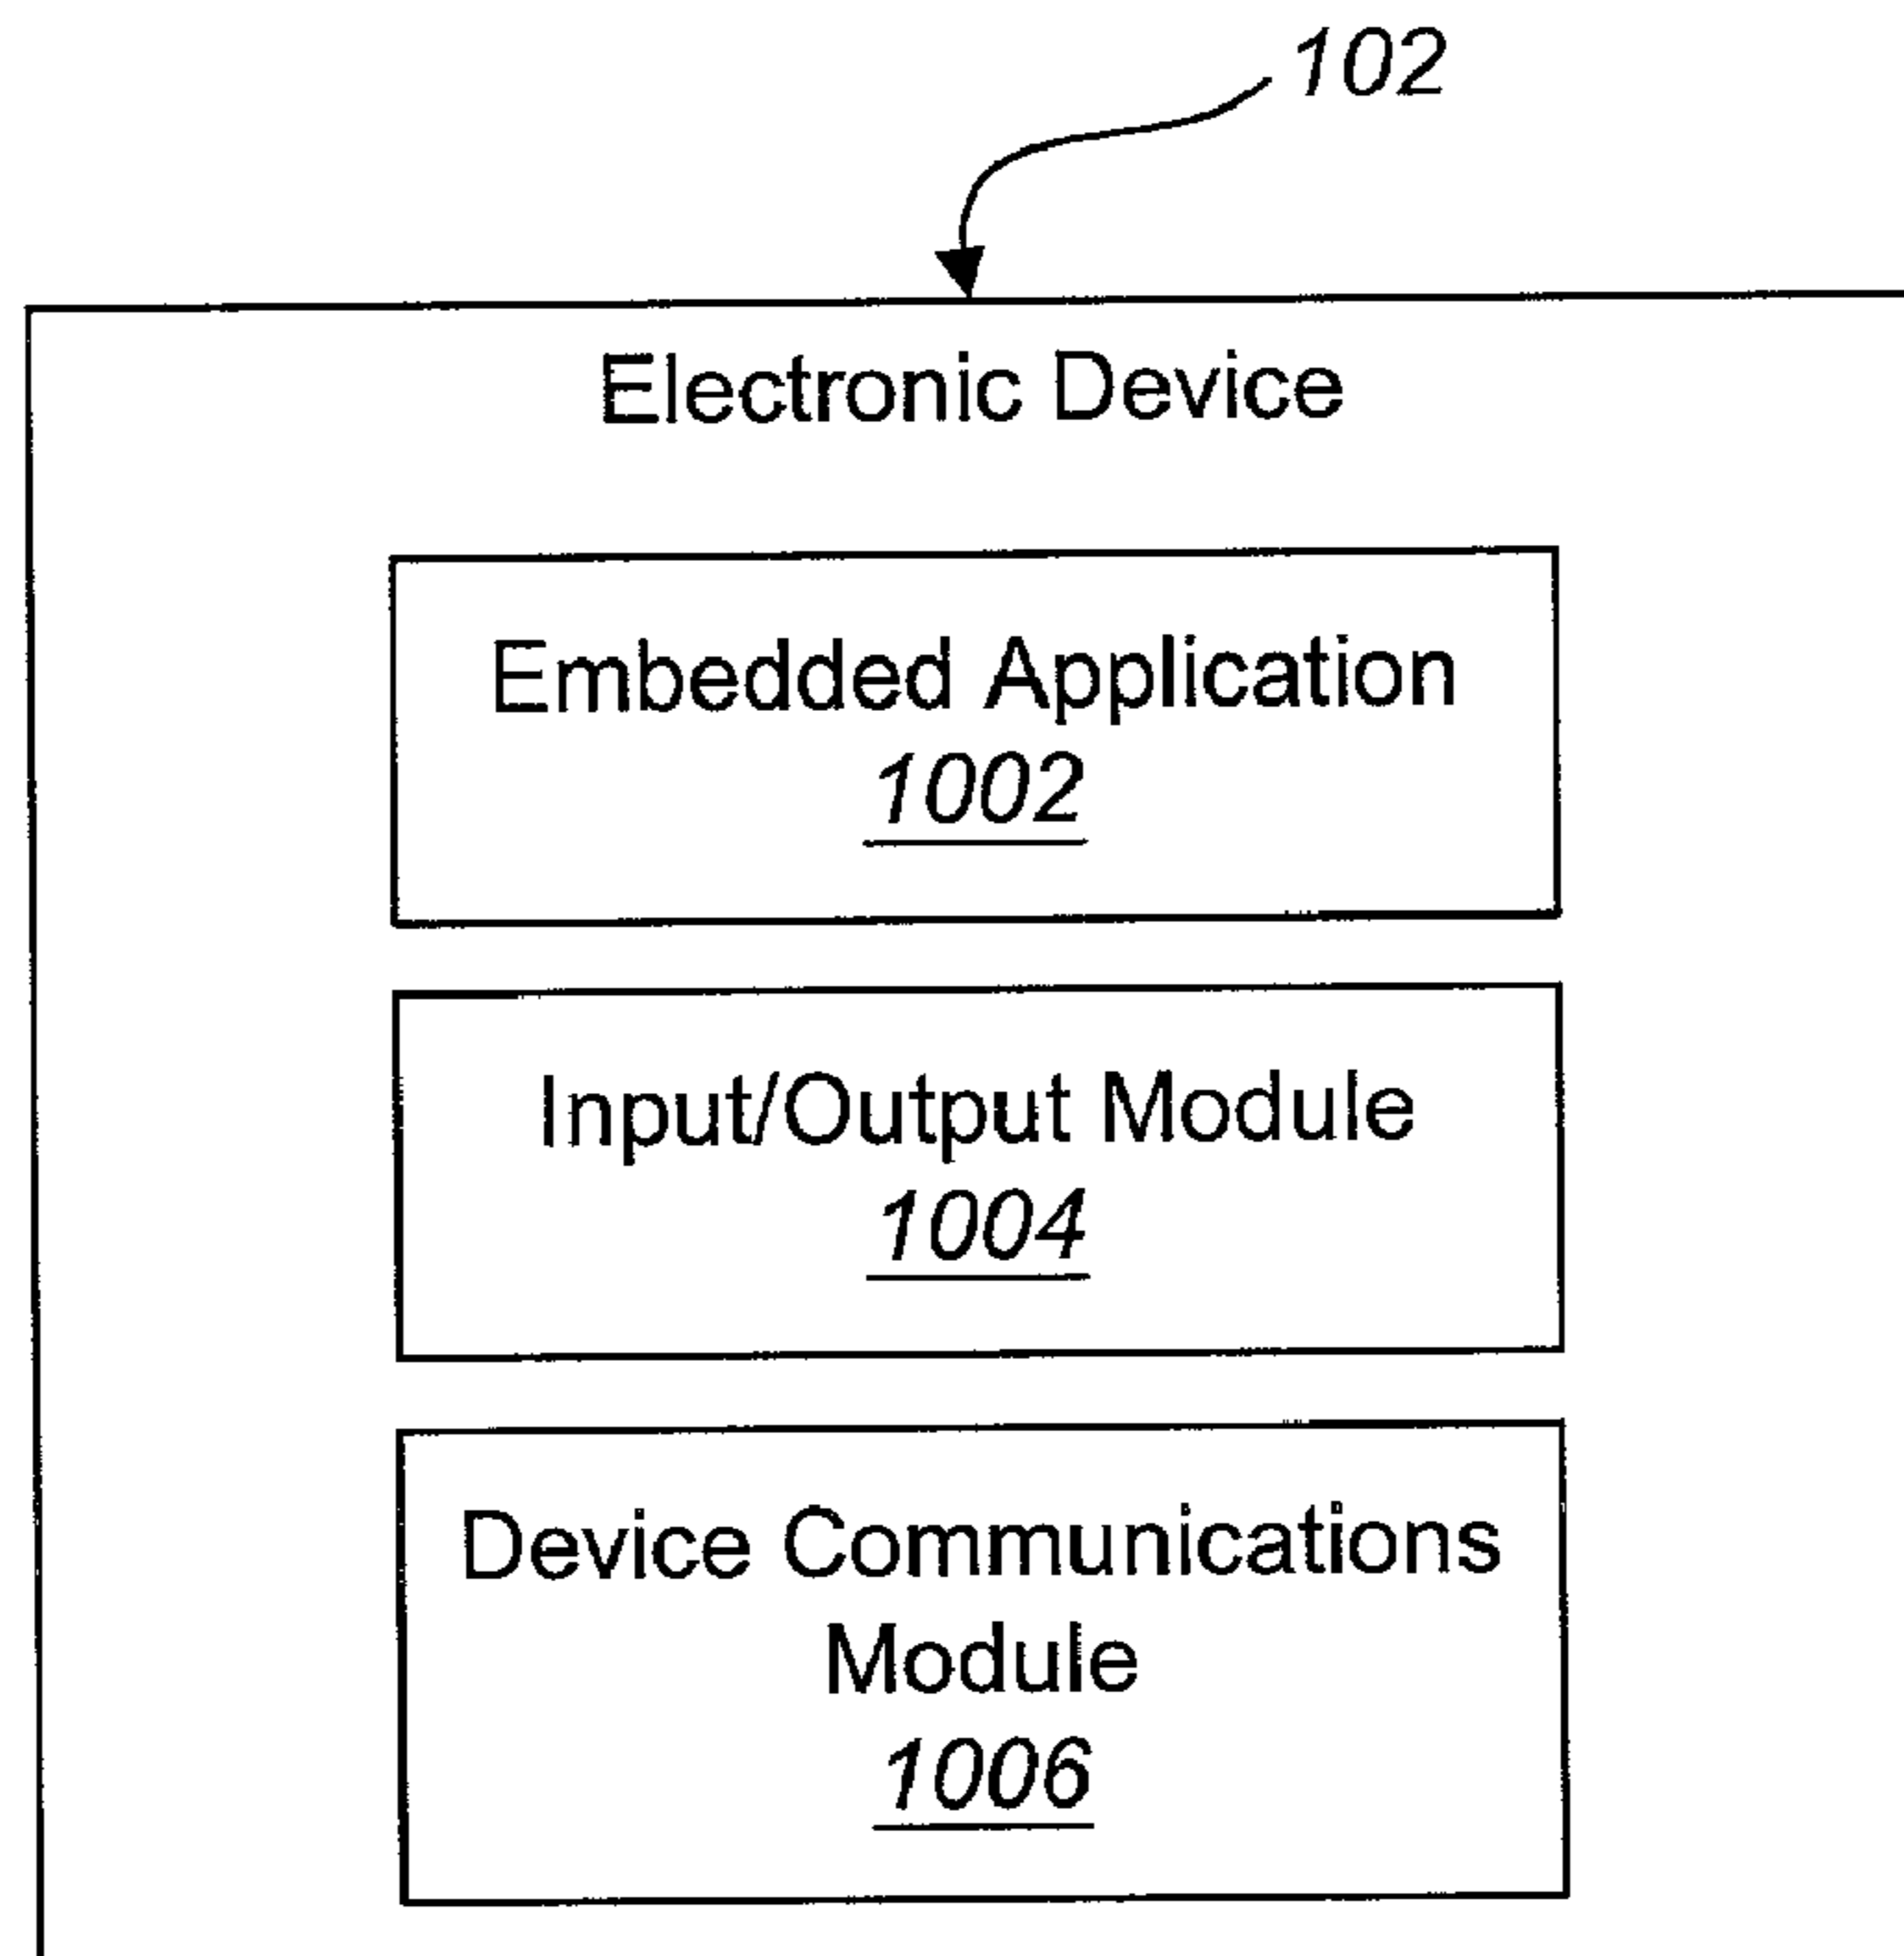 102
Electronic Device
Embedded Application
1002
Input/Output Module
1004
Device Communications
Module
1006